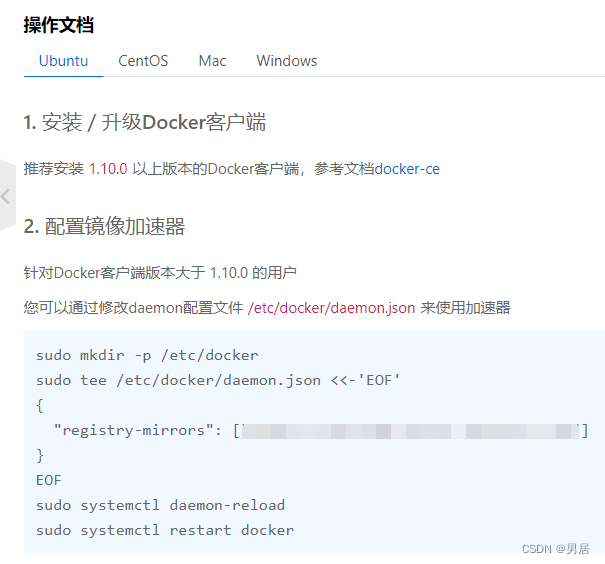 操作文档
Ubuntu CentOS Mac Windows
1. 安装 / 升级Docker客户端
推荐安装 1.10.0 以上版本的Docker客户端，参考文档docker-ce
2. 配置镜像加速器
针对Docker客户端版本大于 1.10.0 的用户
您可以通过修改daemon配置文件 /etc/docker/daemon.json 来使用加速器
sudo mkdir -p /etc/docker
sudo tee /etc/docker/daemon.json <<-'EOF'
{
"registry-mirrors": [ ]
}
EOF
sudo systemctl daemon-reload
sudo systemctl restart docker
CSDN @男居